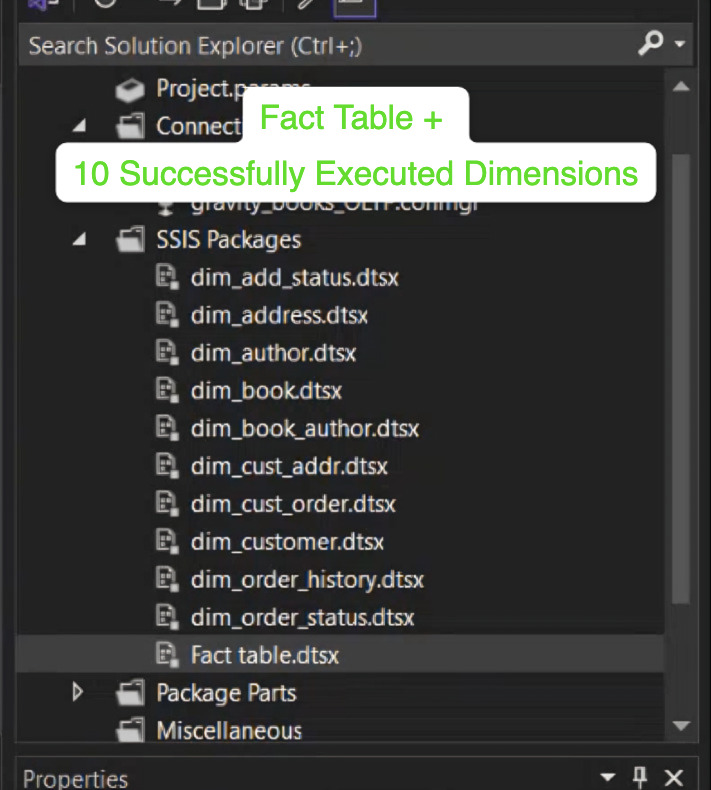 Search Solution Explorer (Ctrl+;)
Project.params
Fact Table +
Connect
10 Successfully Executed Dimensions
gravity_books_OLTP.conmgr
SSIS Packages
dim_add_status.dtsx
dim_address.dtsx
dim_author.dtsx
dim_book.dtsx
dim_book_author.dtsx
dim_cust_addr.dtsx
dim_cust_order.dtsx
dim_customer.dtsx
dim_order_history.dtsx
dim_order_status.dtsx
Fact table.dtsx
Package Parts
Miscellaneous
Properties